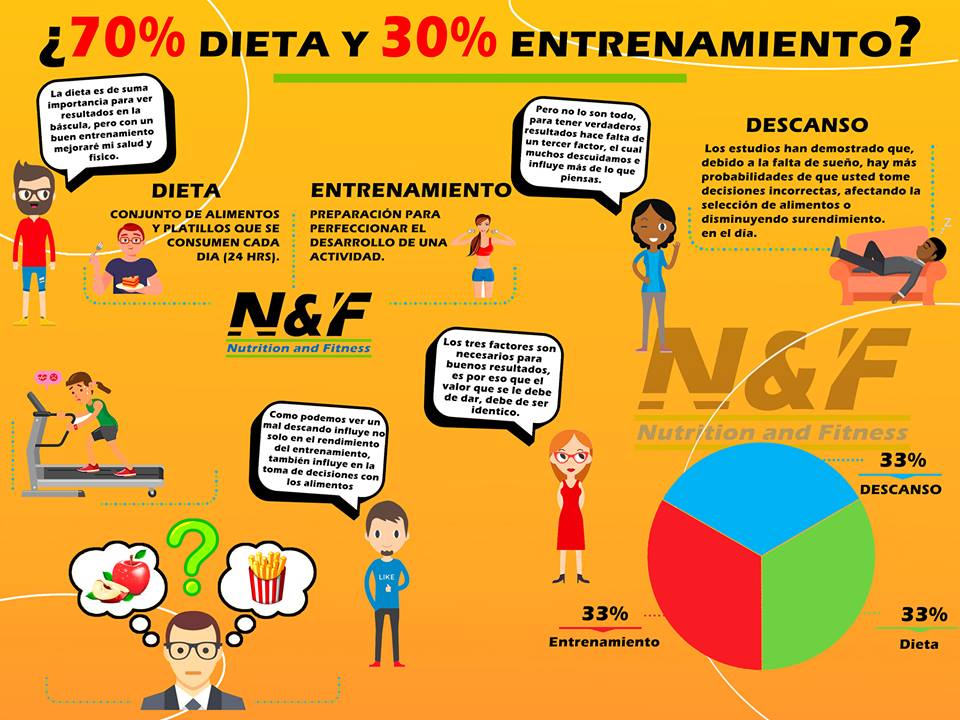 ¿70% DIETA Y 30% ENTRENAMIENTO?
La dieta es de suma
importancia para ver
resultados en la
báscula, pero con un
buen entrenamiento
mejoraré mi salud y
fisico.
DIETA
CONJUNTO DE ALIMENTOS
Y PLATILLOS QUE SE
CONSUMEN CADA
DIA (24 HRS).
ENTRENAMIENTO
PREPARACIÓN PARA
PERFECCIONAR EL
DESARROLLO DE UNA
ACTIVIDAD.
Pero no lo son todo,
para tener verdaderos
resultados hace falta de
un tercer factor, el cual
muchos descuidamos e
influye más de lo que
piensas.
DESCANSO
Los estudios han demostrado que,
debido a la falta de sueño, hay más
probabilidades de que usted tome
decisiones incorrectas, afectando la
selección de alimentos o
disminuyendo surendimiento.
en el día.
Z
Z
N&F
Nutrition and Fitness
N&F
Nutrition and Fitness
Como podemos ver un
mal descando influye no
solo en el rendimiento
del entrenamiento,
también influye en la
toma de decisiones con
los alimentos
LIKE
Los tres factores son
necesarios para
buenos resultados,
es por eso que el
valor que se le debe
de dar, debe de ser
identico.
33%
DESCANSO
33%
Entrenamiento
33%
Dieta